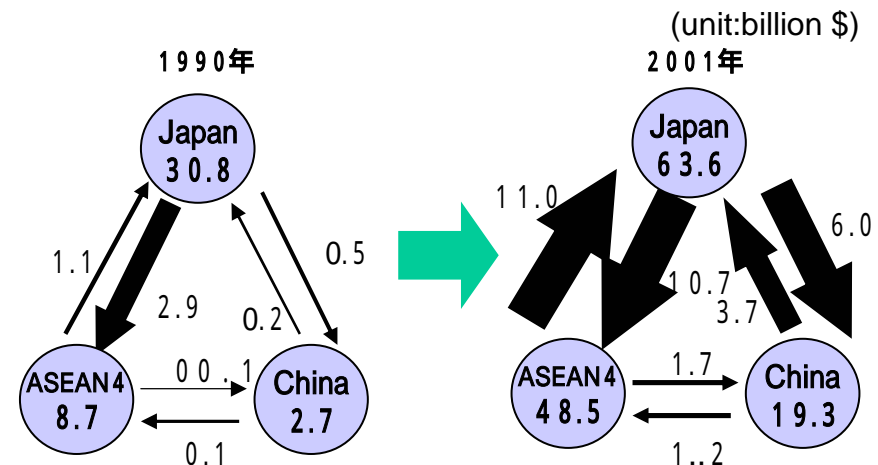 (unit:billion $)
1990年
2001年
Japan
30.8
1.1
2.9
0.2
0.5
ASEAN4
8.7
00.1
0.1
China
2.7
Japan
63.6
11.0
10.7
3.7
6.0
ASEAN4
48.5
1.7
1..2
China
19.3